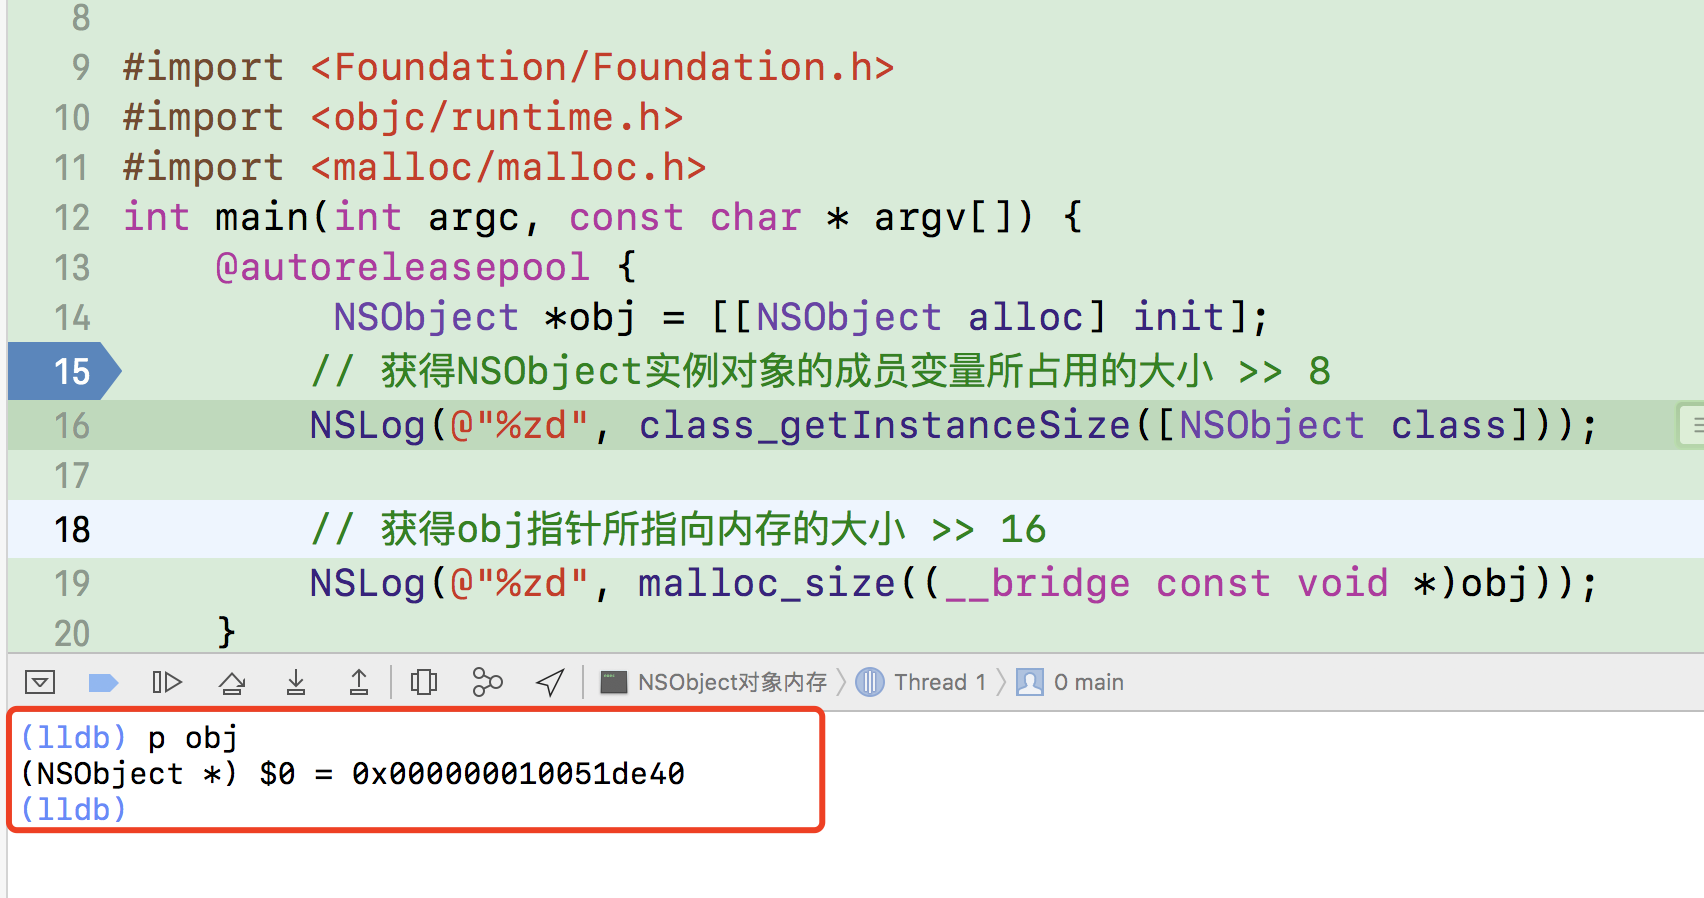 8
9 #import <Foundation/Foundation.h>
10 #import <objc/runtime.h>
11 #import <malloc/malloc.h>
12 int main(int argc, const char * argv[]) {
13     @autoreleasepool {
14          NSObject *obj = [[NSObject alloc] init];
15         // 获得NSObject实例对象的成员变量所占用的大小 >> 8
16         NSLog(@"%zd", class_getInstanceSize([NSObject class]));
17
18         // 获得obj指针所指向内存的大小 >> 16
19         NSLog(@"%zd", malloc_size((__bridge const void *)obj));
20     }
NSObject对象内存 Thread 1 0 main
(lldb) p obj
(NSObject *) $0 = 0x000000010051de40
(lldb)